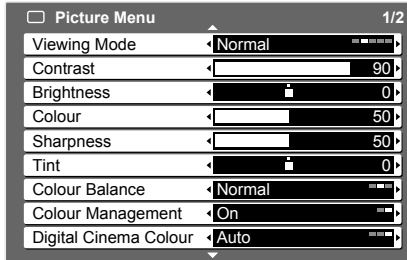 Picture Menu 1/2
Viewing Mode Normal
Contrast 90
Brightness 0
Colour 50
Sharpness 50
Tint 0
Colour Balance Normal
Colour Management On
Digital Cinema Colour Auto